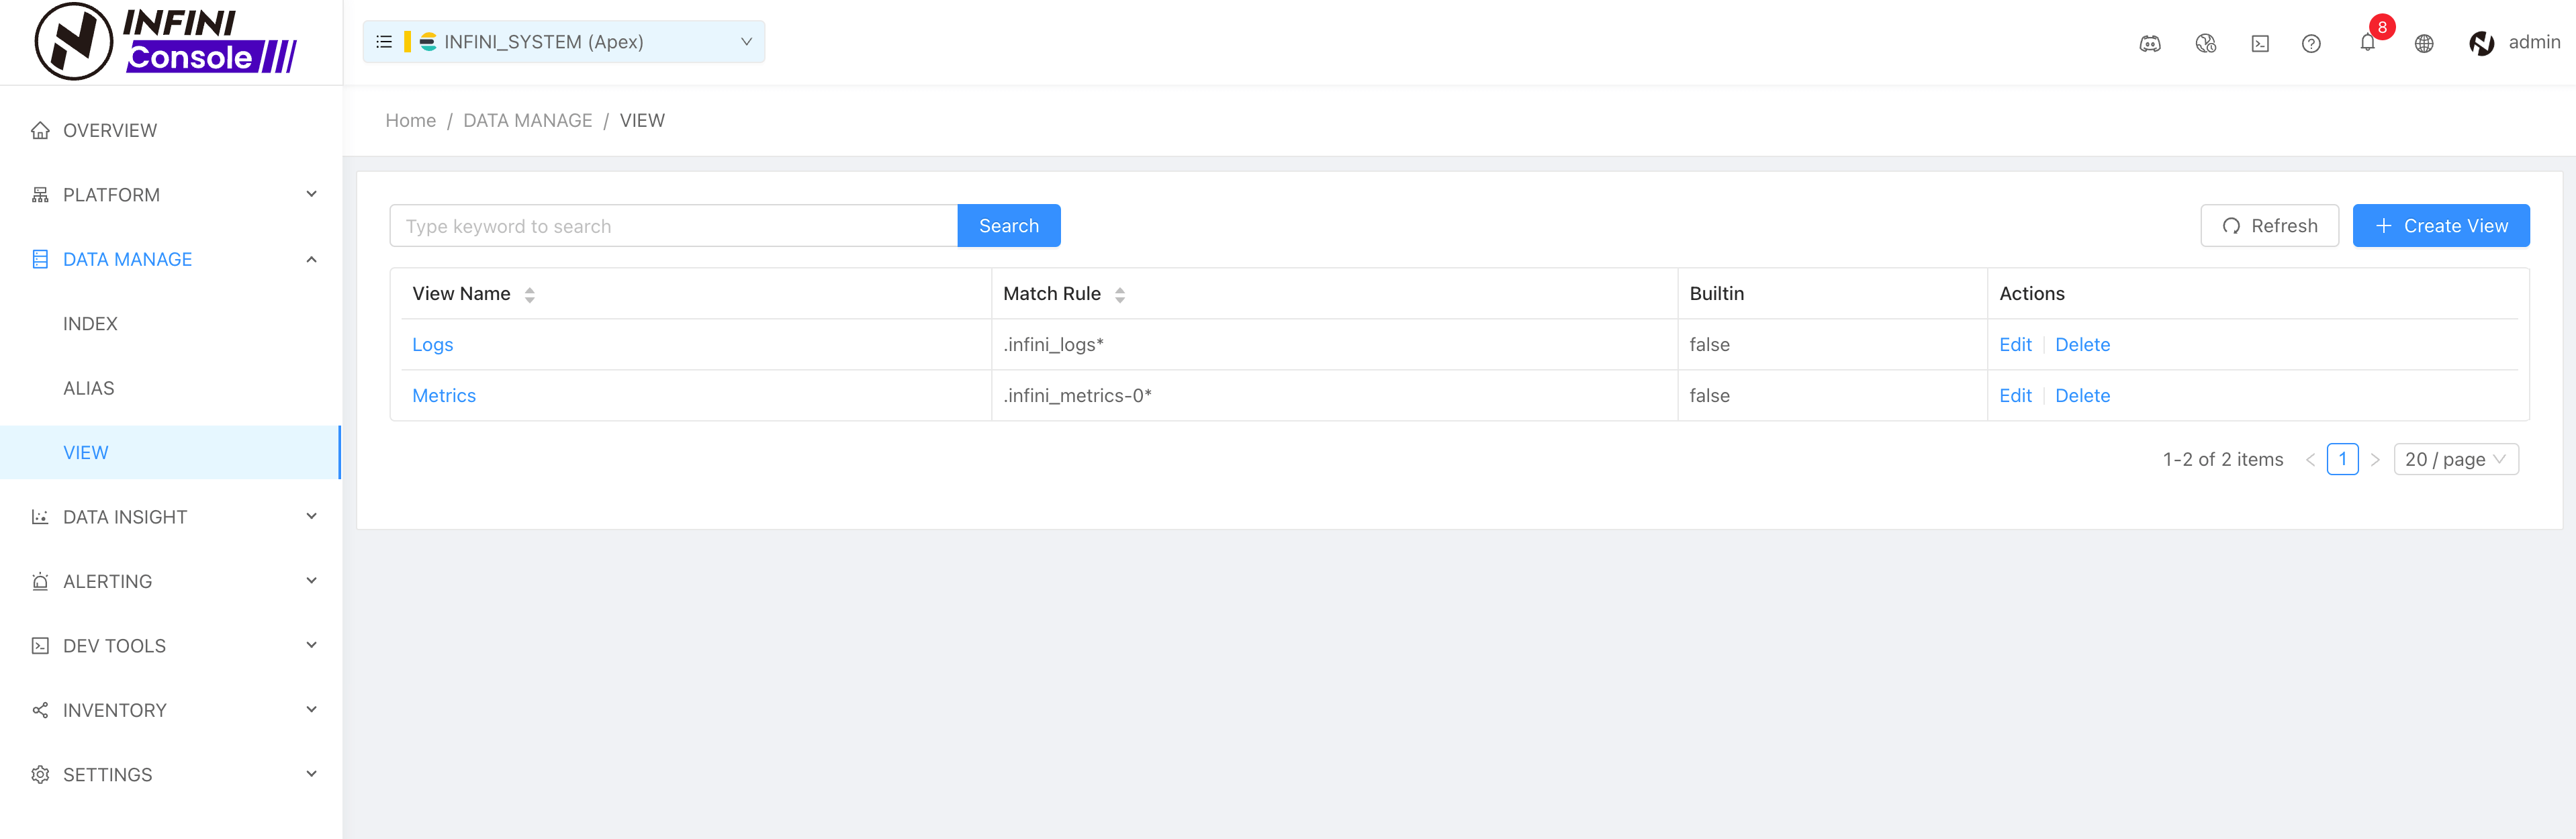 INFINI
Console
INFINI_SYSTEM (Apex)
8
admin
OVERVIEW
PLATFORM
DATA MANAGE
INDEX
ALIAS
VIEW
DATA INSIGHT
ALERTING
DEV TOOLS
INVENTORY
SETTINGS
Home / DATA MANAGE / VIEW
Type keyword to search
Search
Refresh
Create View
View Name Match Rule Builtin Actions
Logs .infini_logs* false Edit Delete
Metrics .infini_metrics-0* false Edit Delete
1-2 of 2 items < 1 > 20 / page